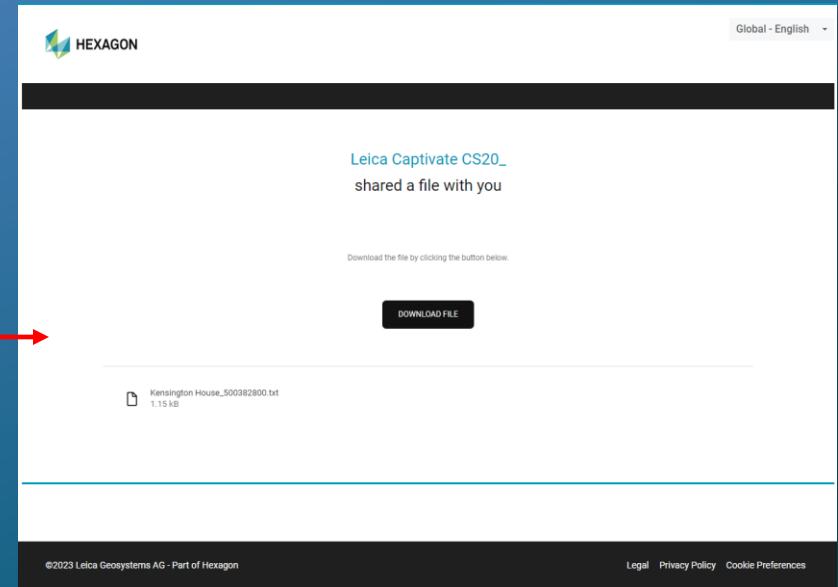 HEXAGON
Global - English
Leica Captivate CS20_
shared a file with you
Download the file by clicking the button below.
DOWNLOAD FILE
Kensington House_500382800.txt
1.15 kB
©2023 Leica Geosystems AG - Part of Hexagon
Legal Privacy Policy Cookie Preferences